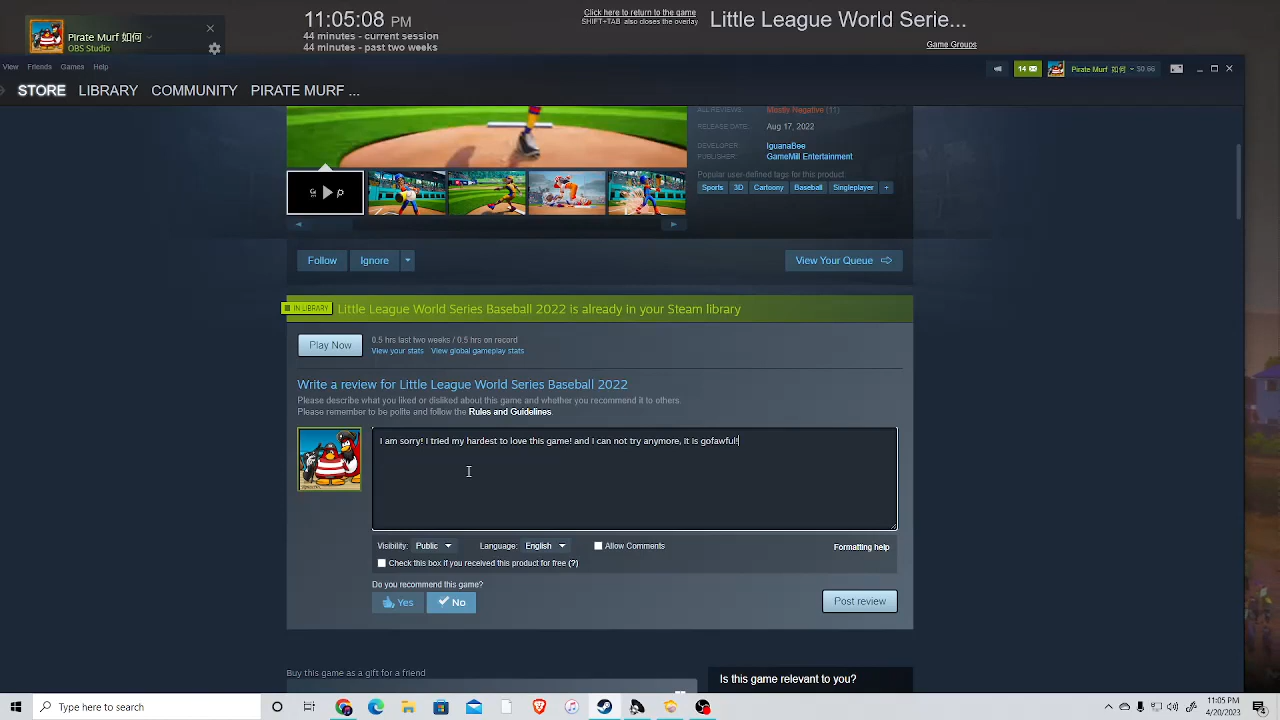 Pirate Murf 如何
OBS Studio
11:05:08 PM
44 minutes - current session
44 minutes - past two weeks
Click here to return to the game
SHIFT+TAB also closes the overlay
Little League World Serie...
Game Groups
View Friends Games Help
14
Pirate Murf 如何 $0.66
STORE LIBRARY COMMUNITY PIRATE MURF ...
ALL REVIEWS: Mostly Negative (11)
RELEASE DATE: Aug 17, 2022
DEVELOPER: IguanaBee
PUBLISHER: GameMill Entertainment
Popular user-defined tags for this product:
Sports 3D Cartoony Baseball Singleplayer +
Follow Ignore View Your Queue
IN LIBRARY Little League World Series Baseball 2022 is already in your Steam library
Play Now
0.5 hrs last two weeks / 0.5 hrs on record
View your stats View global gameplay stats
Write a review for Little League World Series Baseball 2022
Please describe what you liked or disliked about this game and whether you recommend it to others.
Please remember to be polite and follow the Rules and Guidelines.
I am sorry! I tried my hardest to love this game! and I can not try anymore, it is gofawful!
Visibility: Public Language: English Allow Comments Formatting help
Check this box if you received this product for free (?)
Do you recommend this game?
Yes No Post review
Buy this game as a gift for a friend
Is this game relevant to you?
Type here to search
11:05 PM
4/20/2023